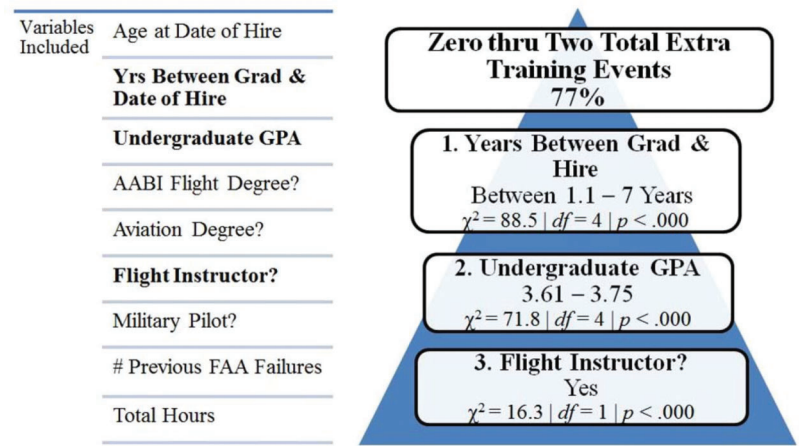 Variables
Included
Age at Date of Hire
Yrs Between Grad &
Date of Hire
Undergraduate GPA
AABI Flight Degree?
Aviation Degree?
Flight Instructor?
Military Pilot?
# Previous FAA Failures
Total Hours
Zero thru Two Total Extra
Training Events
77%
1. Years Between Grad &
Hire
Between 1.1 – 7 Years
χ² = 88.5 | df = 4 | p < .000
2. Undergraduate GPA
3.61 – 3.75
χ² = 71.8 | df = 4 | p < .000
3. Flight Instructor?
Yes
χ² = 16.3 | df = 1 | p < .000